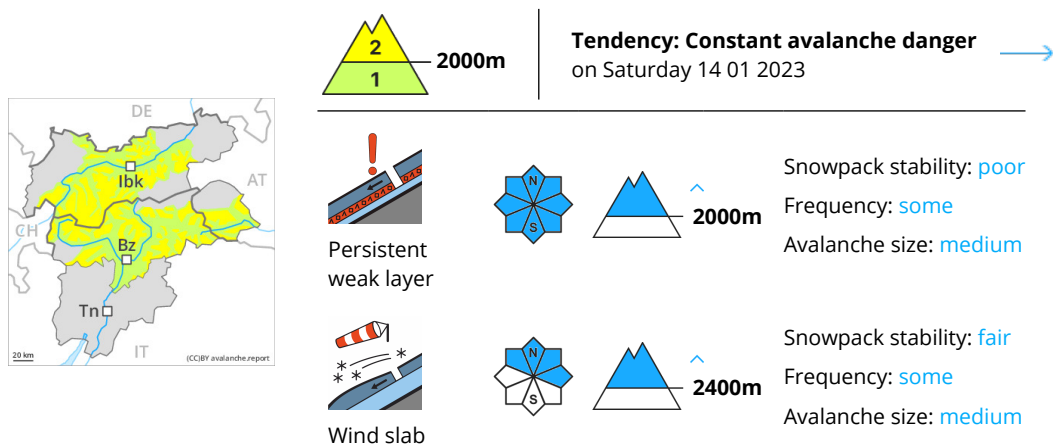 2
1
2000m
Tendency: Constant avalanche danger
on Saturday 14 01 2023
DE
Ibk
AT
CH
Bz
Tn
IT
20 km
(CC)BY avalanche.report
N
S
2000m
Persistent
weak layer
Snowpack stability: poor
Frequency: some
Avalanche size: medium
N
S
2400m
Wind slab
Snowpack stability: fair
Frequency: some
Avalanche size: medium